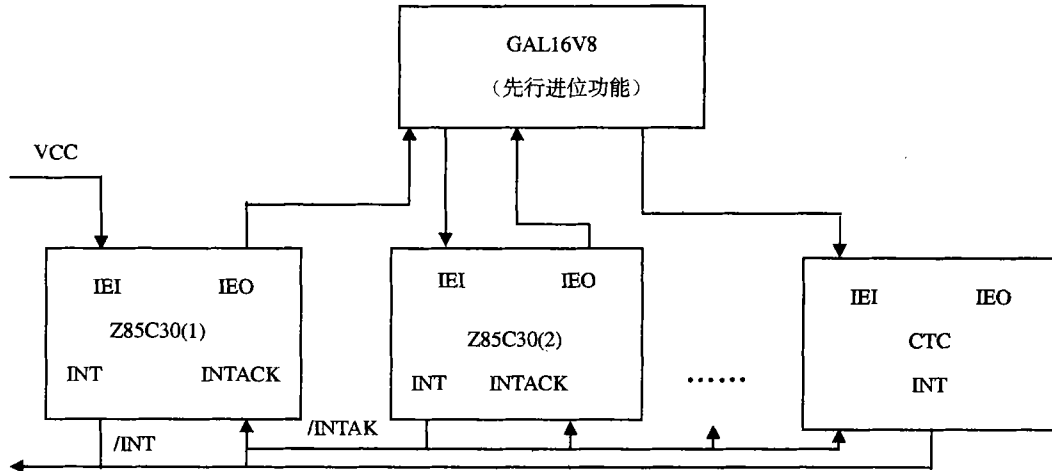 GAL16V8
（先行进位功能）
VCC
IEI IEO
Z85C30(1)
INT INTACK
IEI IEO
Z85C30(2)
INT INTACK
……
IEI IEO
CTC
INT
/INT
/INTAK